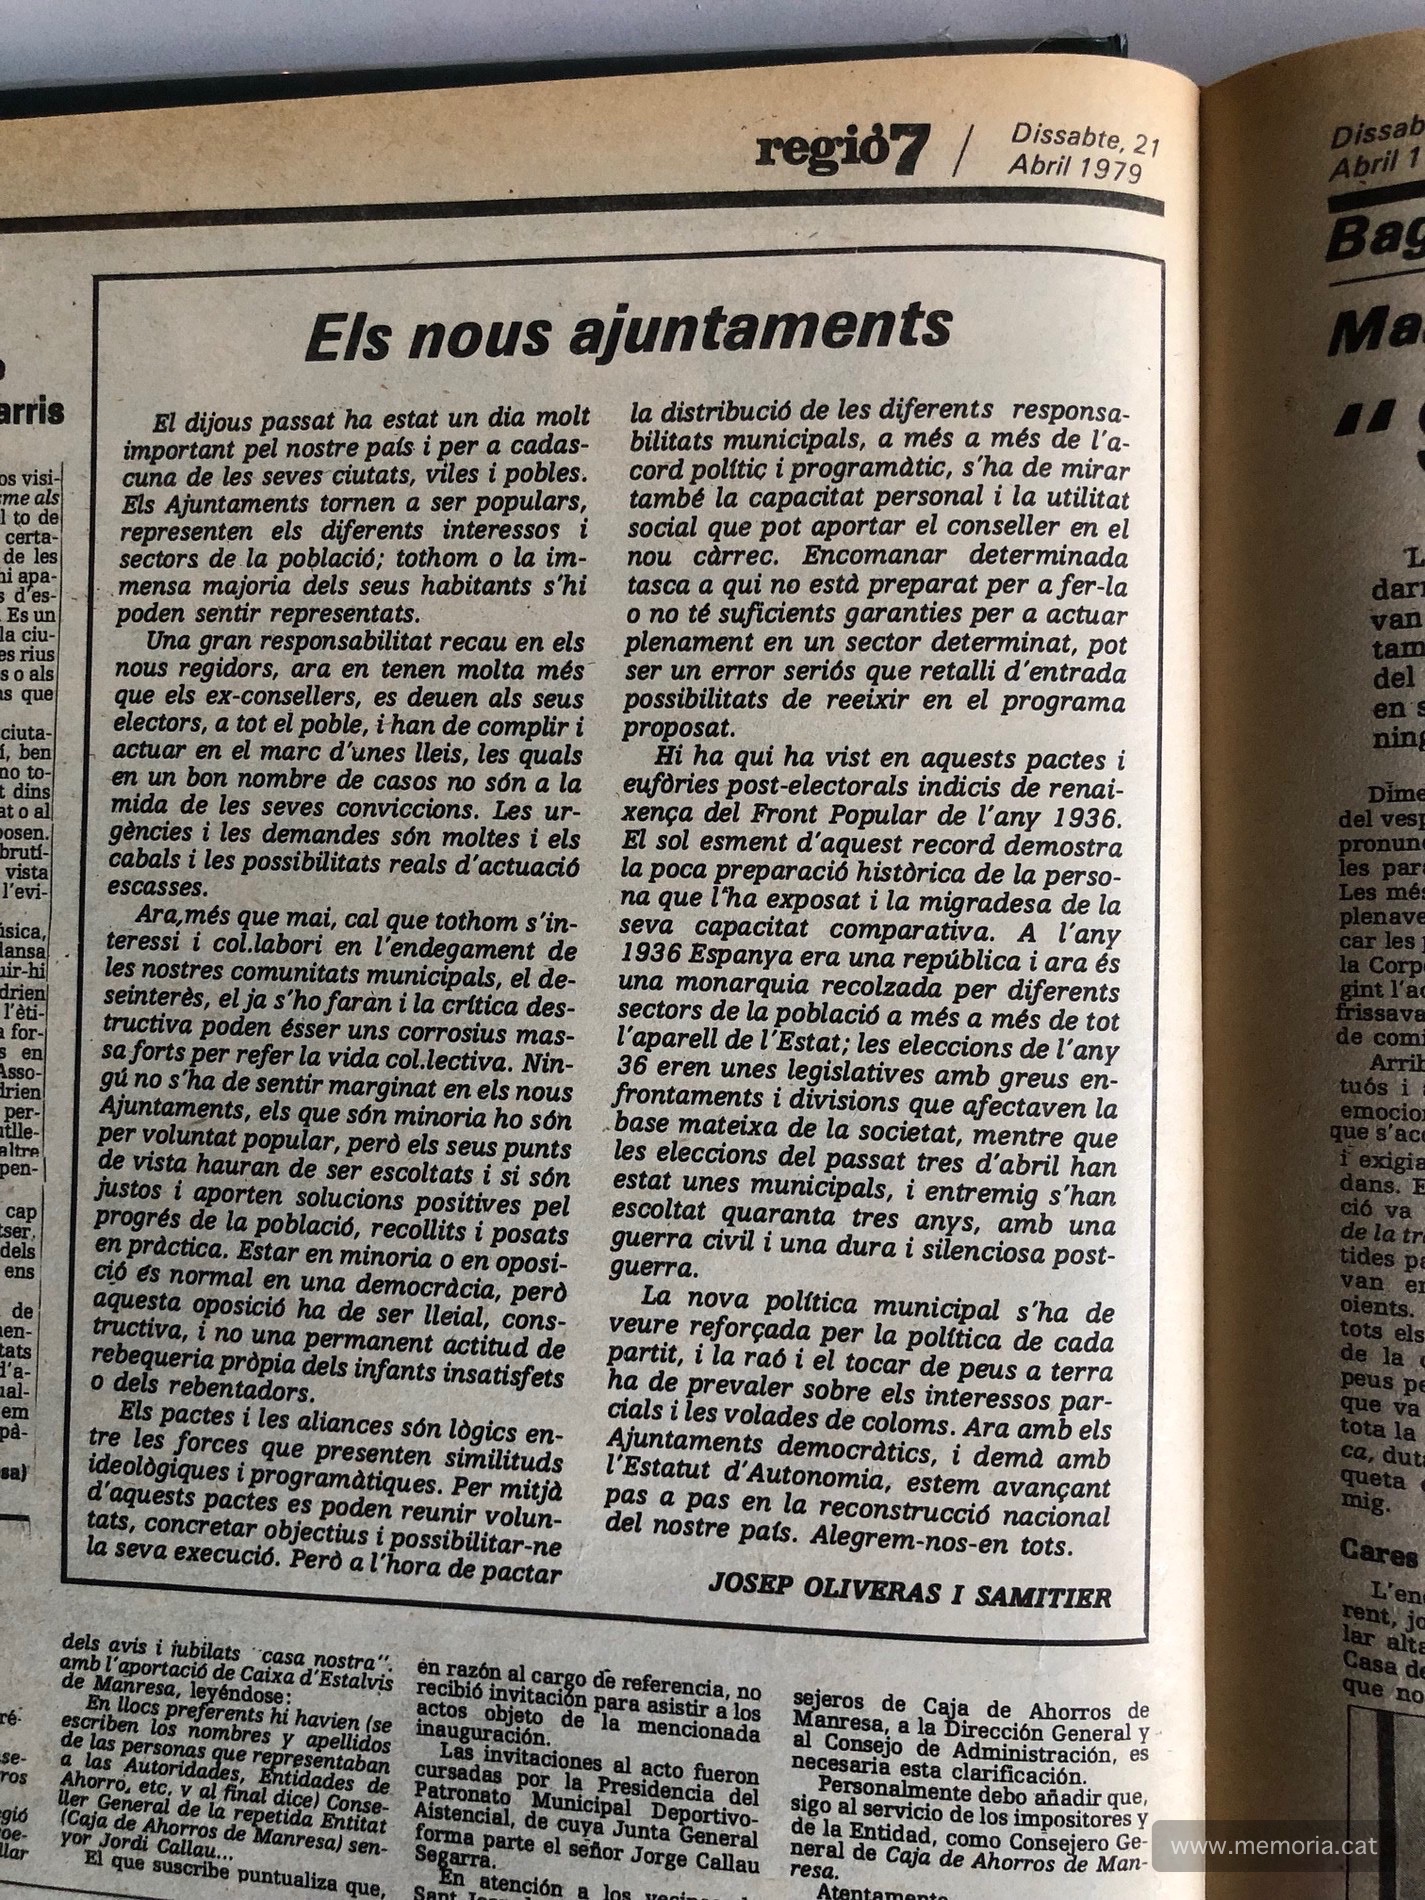 regió7 / Dissabte, 21
Abril 1979
Els nous ajuntaments
El dijous passat ha estat un dia molt
important pel nostre país i per a cadas-
cuna de les seves ciutats, viles i pobles.
Els Ajuntaments tornen a ser populars,
representen els diferents interessos i
sectors de la població; tothom o la im-
mensa majoria dels seus habitants s'hi
poden sentir representats.
Una gran responsabilitat recau en els
nous regidors, ara en tenen molta més
que els ex-consellers, es deuen als seus
electors, a tot el poble, i han de complir i
actuar en el marc d'unes lleis, les quals
en un bon nombre de casos no són a la
mida de les seves conviccions. Les ur-
gències i les demandes són moltes i els
cabals i les possibilitats reals d'actuació
escasses.
Ara,més que mai, cal que tothom s'in-
teressi i col.labori en l'endegament de
les nostres comunitats municipals, el de-
seinterès, el ja s'ho faran i la crítica des-
tructiva poden ésser uns corrosius mas-
sa forts per refer la vida col.lectiva. Nin-
gú no s'ha de sentir marginat en els nous
Ajuntaments, els que són minoria ho són
per voluntat popular, però els seus punts
de vista hauran de ser escoltats i si són
justos i aporten solucions positives pel
progrés de la població, recollits i posats
en pràctica. Estar en minoria o en oposi-
ció és normal en una democràcia, però
aquesta oposició ha de ser lleial, cons-
tructiva, i no una permanent actitud de
rebequeria pròpia dels infants insatisfets
o dels rebentadors.
Els pactes i les aliances són lògics en-
tre les forces que presenten similituds
ideològiques i programàtiques. Per mitjà
d'aquests pactes es poden reunir volun-
tats, concretar objectius i possibilitar-ne
la seva execució. Però a l'hora de pactar
la distribució de les diferents responsa-
bilitats municipals, a més a més de l'a-
cord polític i programàtic, s'ha de mirar
també la capacitat personal i la utilitat
social que pot aportar el conseller en el
nou càrrec. Encomanar determinada
tasca a qui no està preparat per a fer-la
o no té suficients garanties per a actuar
plenament en un sector determinat, pot
ser un error seriós que retalli d'entrada
possibilitats de reeixir en el programa
proposat.
Hi ha qui ha vist en aquests pactes i
eufòries post-electorals indicis de renai-
xença del Front Popular de l'any 1936.
El sol esment d'aquest record demostra
la poca preparació històrica de la perso-
na que l'ha exposat i la migradesa de la
seva capacitat comparativa. A l'any
1936 Espanya era una república i ara és
una monarquia recolzada per diferents
sectors de la població a més a més de tot
l'aparell de l'Estat; les eleccions de l'any
36 eren unes legislatives amb greus en-
frontaments i divisions que afectaven la
base mateixa de la societat, mentre que
les eleccions del passat tres d'abril han
estat unes municipals, i entremig s'han
escoltat quaranta tres anys, amb una
guerra civil i una dura i silenciosa post-
guerra.
La nova política municipal s'ha de
veure reforçada per la política de cada
partit, i la raó i el tocar de peus a terra
ha de prevaler sobre els interessos par-
cials i les volades de coloms. Ara amb els
Ajuntaments democràtics, i demà amb
l'Estatut d'Autonomia, estem avançant
pas a pas en la reconstrucció nacional
del nostre país. Alegrem-nos-en tots.
JOSEP OLIVERAS I SAMITIER
dels avis i jubilats "casa nostra".
amb l'aportació de Caixa d'Estalvis
de Manresa, leyéndose:
En llocs preferents hi havien (se
escriben los nombres y apellidos
de las personas que representaban
a las Autoridades, Entidades de
Ahorro, etc. y al final dice) Conse-
ller General de la repetida Entitat
(Caja de Ahorros de Manresa) sen-
yor Jordi Callau...
El que suscribe puntualiza que,
en razón al cargo de referencia, no
recibió invitación para asistir a los
actos objeto de la mencionada
inauguración.
Las invitaciones al acto fueron
cursadas por la Presidencia del
Patronato Municipal Deportivo-
Aistencial, de cuya Junta General
forma parte el señor Jorge Callau
Segarra.
En atención a los vecinos
sejeros de Caja de Ahorros de
Manresa, a la Dirección General y
al Consejo de Administración, es
necesaria esta clarificación.
Personalmente debo añadir que,
sigo al servicio de los impositores y
de la Entidad, como Consejero Ge-
neral de Caja de Ahorros de Man-
resa.
Atentamente
Dissab
Abril 1
Bag
Ma
www.memoria.cat